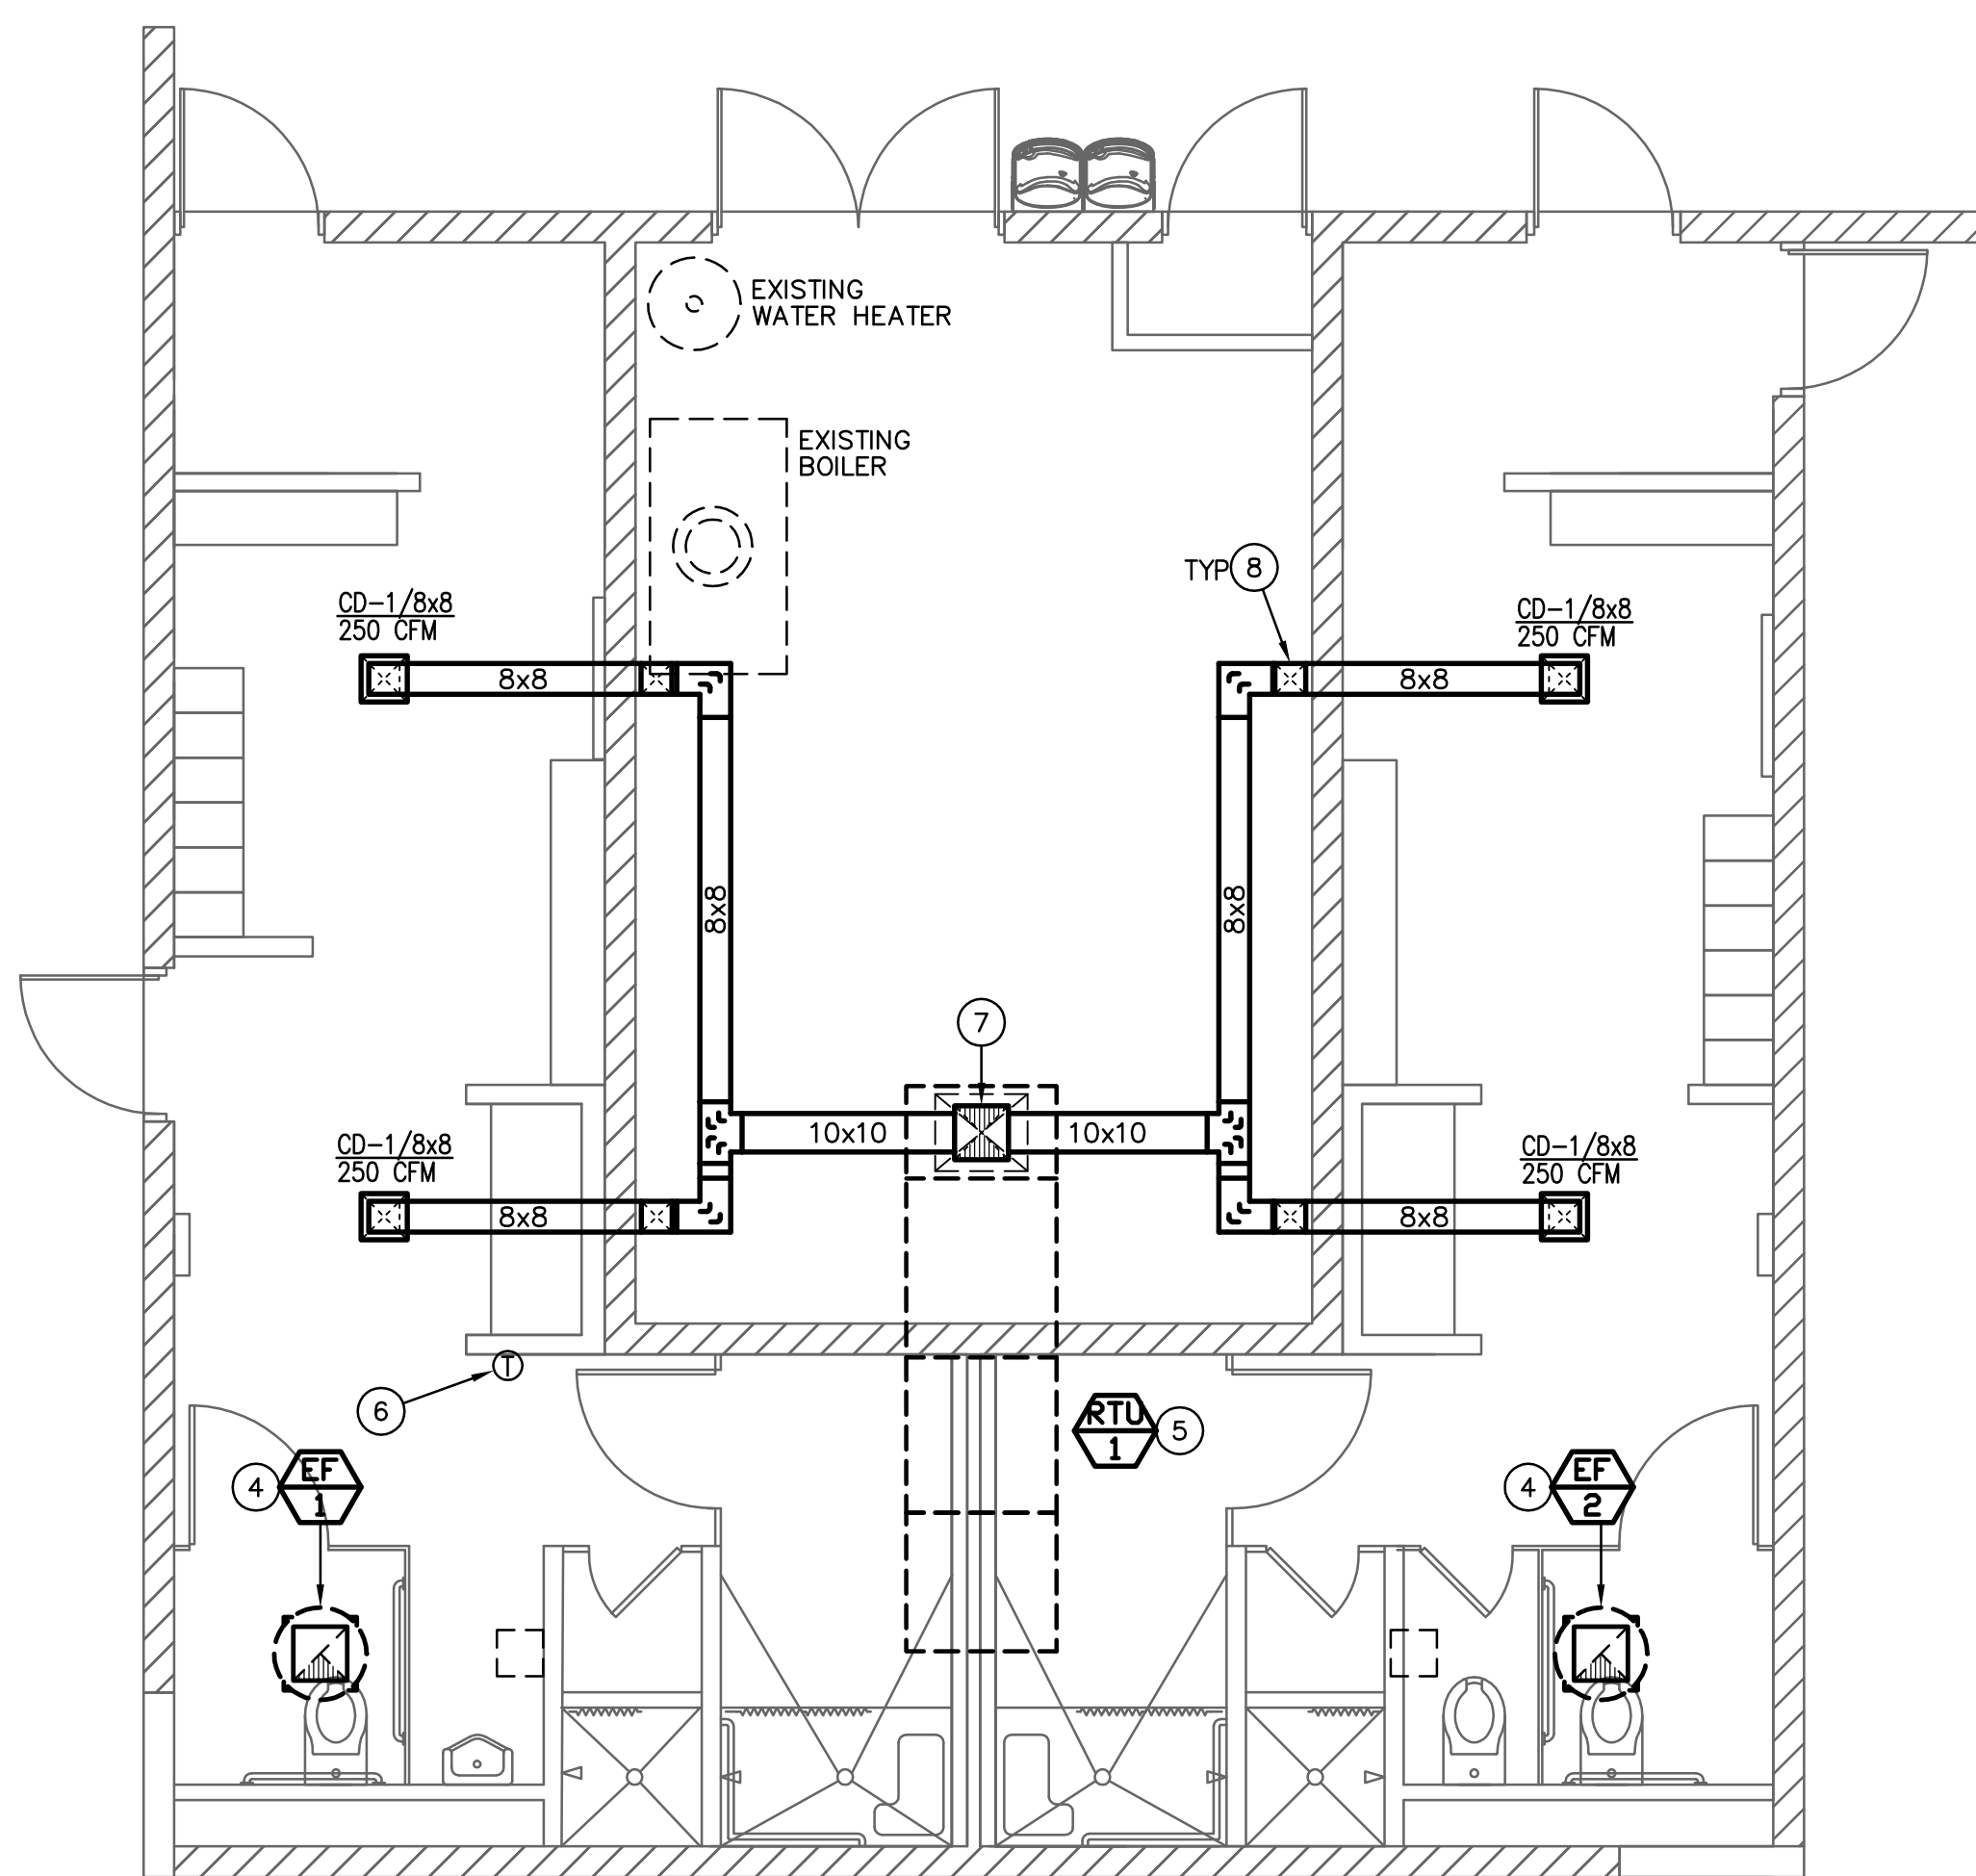 EXISTING
WATER HEATER
EXISTING
BOILER
TYP 8
CD-1/8x8
250 CFM
CD-1/8x8
250 CFM
8x8
8x8
8x8
8x8
7
10x10
10x10
CD-1/8x8
250 CFM
CD-1/8x8
250 CFM
8x8
8x8
T
6
RTU
1
5
4
EF
1
4
EF
2